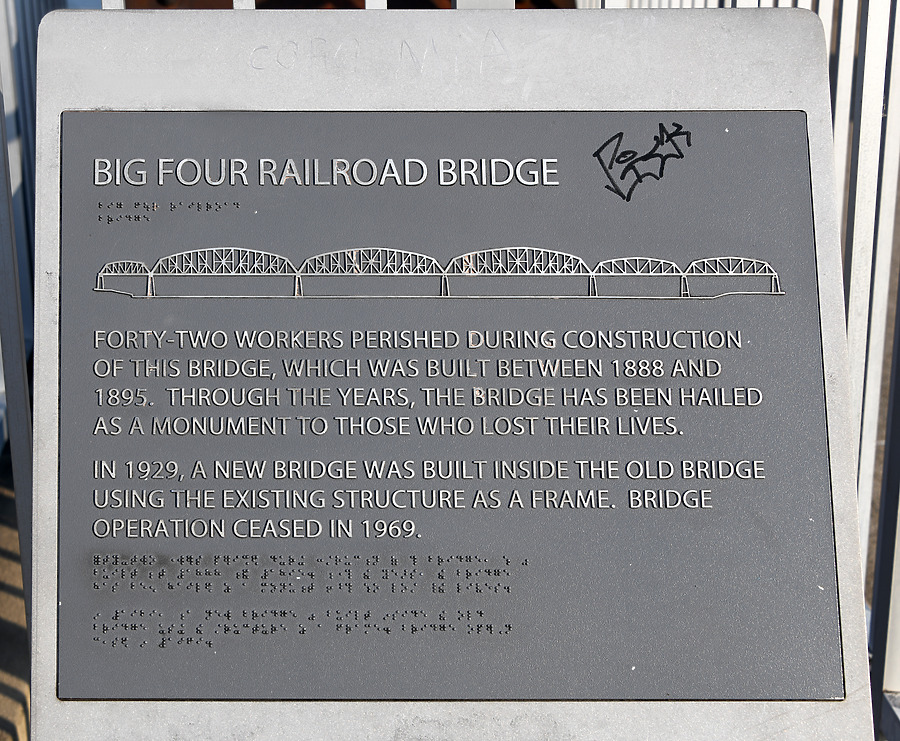 BIG FOUR RAILROAD BRIDGE
FORTY-TWO WORKERS PERISHED DURING CONSTRUCTION
OF THIS BRIDGE, WHICH WAS BUILT BETWEEN 1888 AND
1895. THROUGH THE YEARS, THE BRIDGE HAS BEEN HAILED
AS A MONUMENT TO THOSE WHO LOST THEIR LIVES.
IN 1929, A NEW BRIDGE WAS BUILT INSIDE THE OLD BRIDGE
USING THE EXISTING STRUCTURE AS A FRAME. BRIDGE
OPERATION CEASED IN 1969.